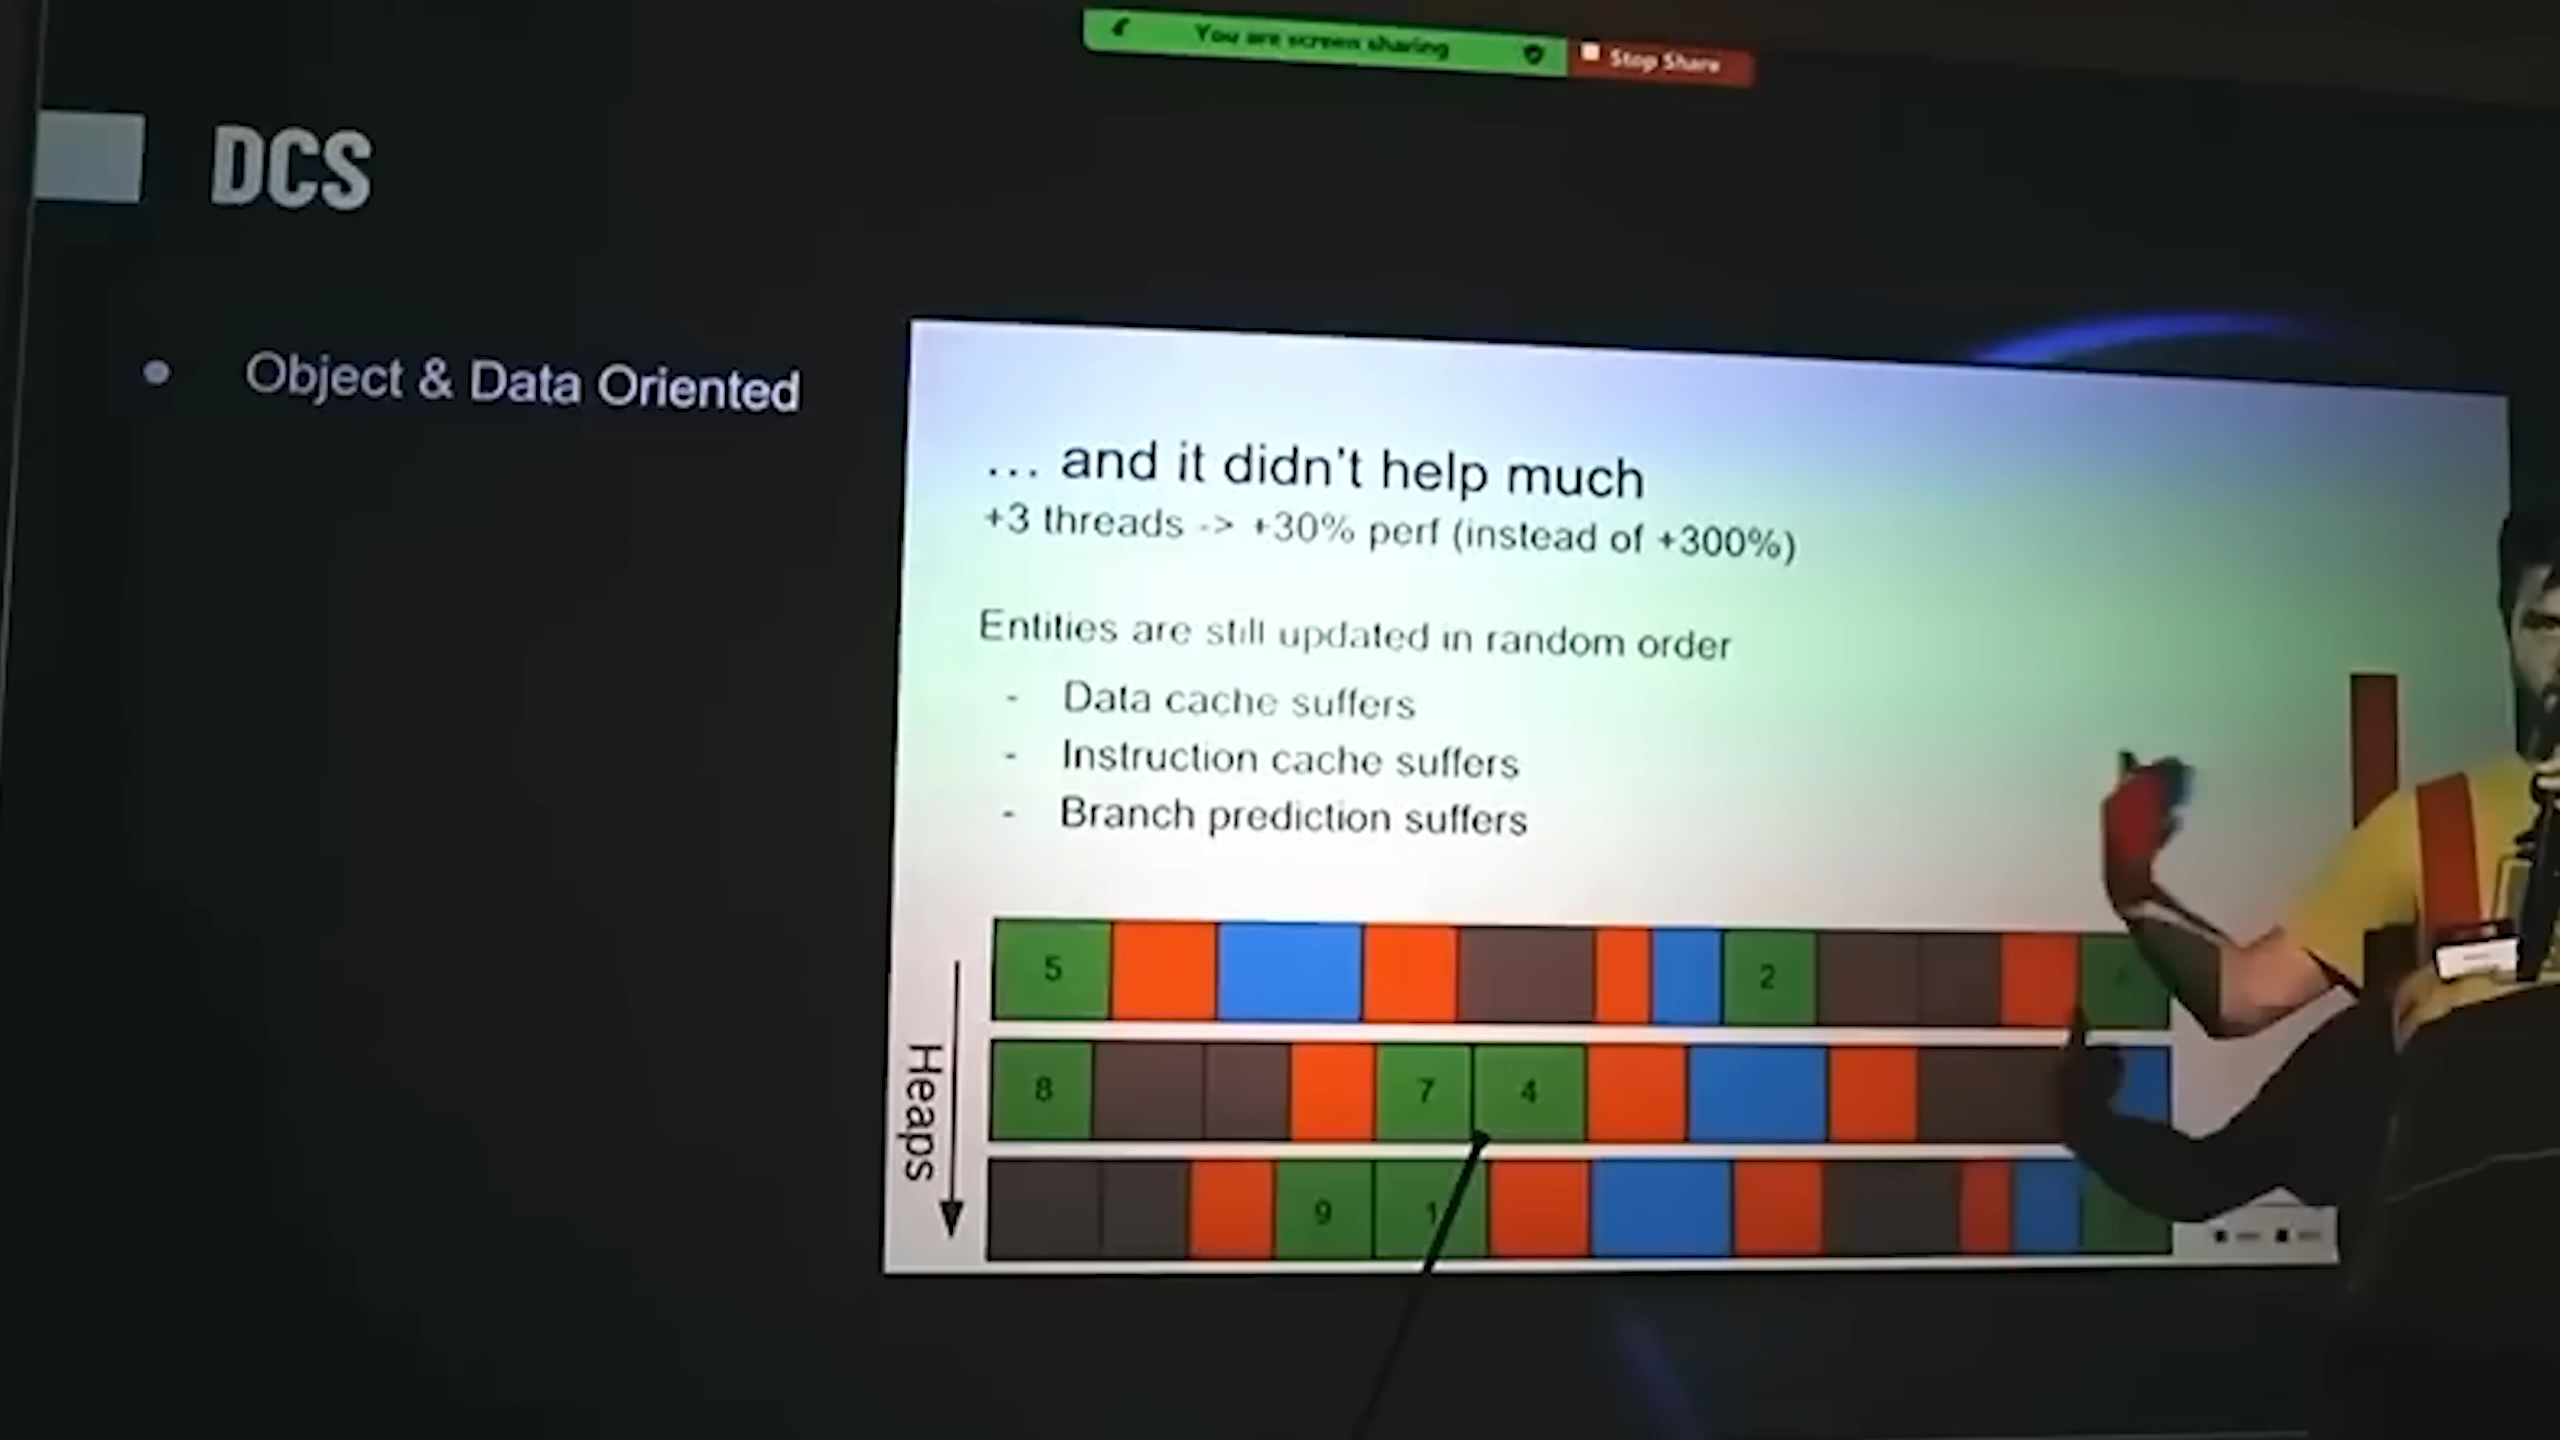 You are screen sharing
Stop Share
DCS
• Object & Data Oriented
… and it didn't help much
+3 threads -> +30% perf (instead of +300%)
Entities are still updated in random order
- Data cache suffers
- Instruction cache suffers
- Branch prediction suffers
Heaps
5 2
8 7 4
9 1